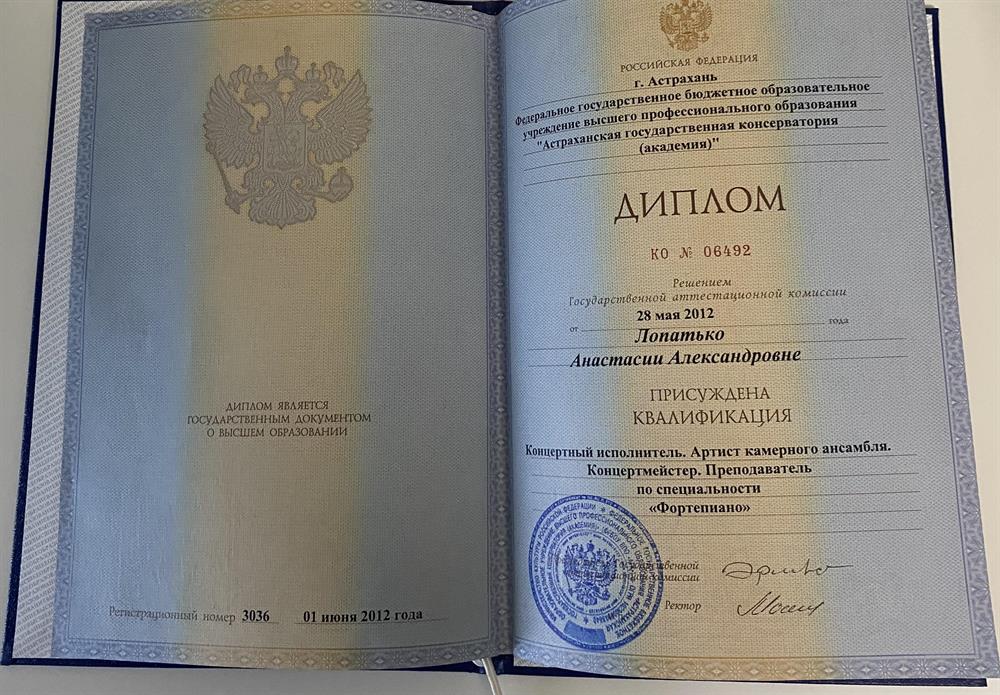 ДИПЛОМ ЯВЛЯЕТСЯ
ГОСУДАРСТВЕННЫМ ДОКУМЕНТОМ
О ВЫСШЕМ ОБРАЗОВАНИИ
Регистрационный номер 3036 01 июня 2012 года
РОССИЙСКАЯ ФЕДЕРАЦИЯ
г. Астрахань
Федеральное государственное бюджетное образовательное
учреждение высшего профессионального образования
"Астраханская государственная консерватория
(академия)"
ДИПЛОМ
КО № 06492
Решением
Государственной аттестационной комиссии
от 28 мая 2012 года
Лопатько
Анастасии Александровне
ПРИСУЖДЕНА
КВАЛИФИКАЦИЯ
Концертный исполнитель. Артист камерного ансамбля.
Концертмейстер. Преподаватель
по специальности
«Фортепиано»
Государственной
комиссии
Ректор